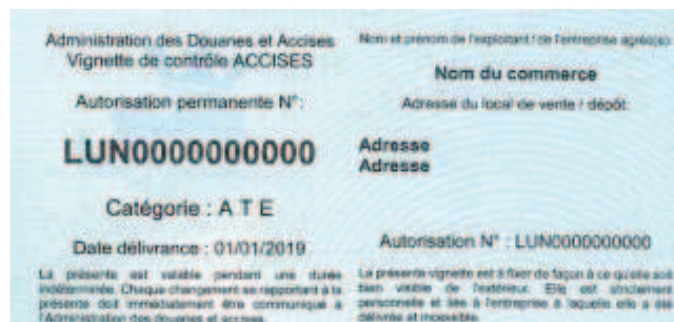 Administration des Douanes et Accises
Vignette de contrôle ACCISES
Autorisation permanente N°:
LUN0000000000
Catégorie : A T E
Date délivrance : 01/01/2019
La présente est valable pendant une durée
indéterminée. Chaque changement se rapportant à la
présente doit immédiatement être communiqué à
l'Administration des douanes et accises.
Nom et prénom de l'exploitant / de l'entreprise agréé(e):
Nom du commerce
Adresse du local de vente / dépôt:
Adresse
Adresse
Autorisation N° : LUN0000000000
La présente vignette est à fixer de façon à ce qu'elle soit
bien visible de l'extérieur. Elle est strictement
personnelle et liée à l'entreprise à laquelle elle a été
délivrée et incessible.